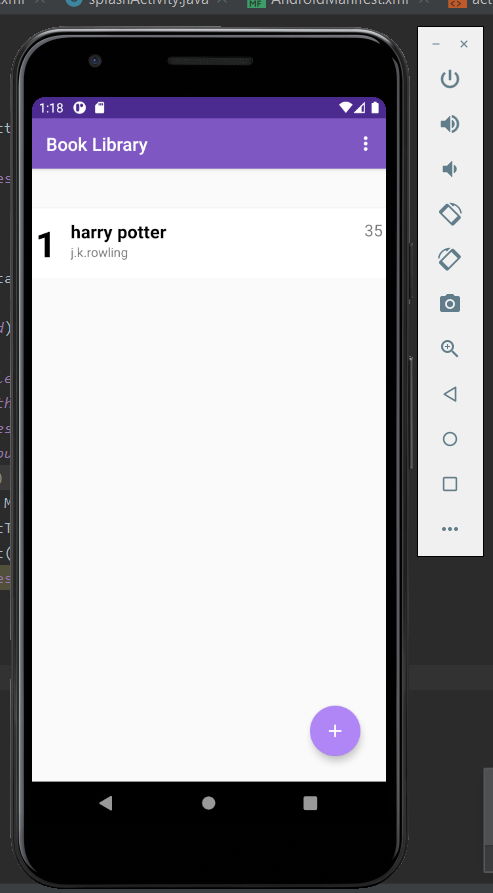 splashActivity.java
AndroidManifest.xml
1:18
Book Library
1
harry potter
35
j.k.rowling